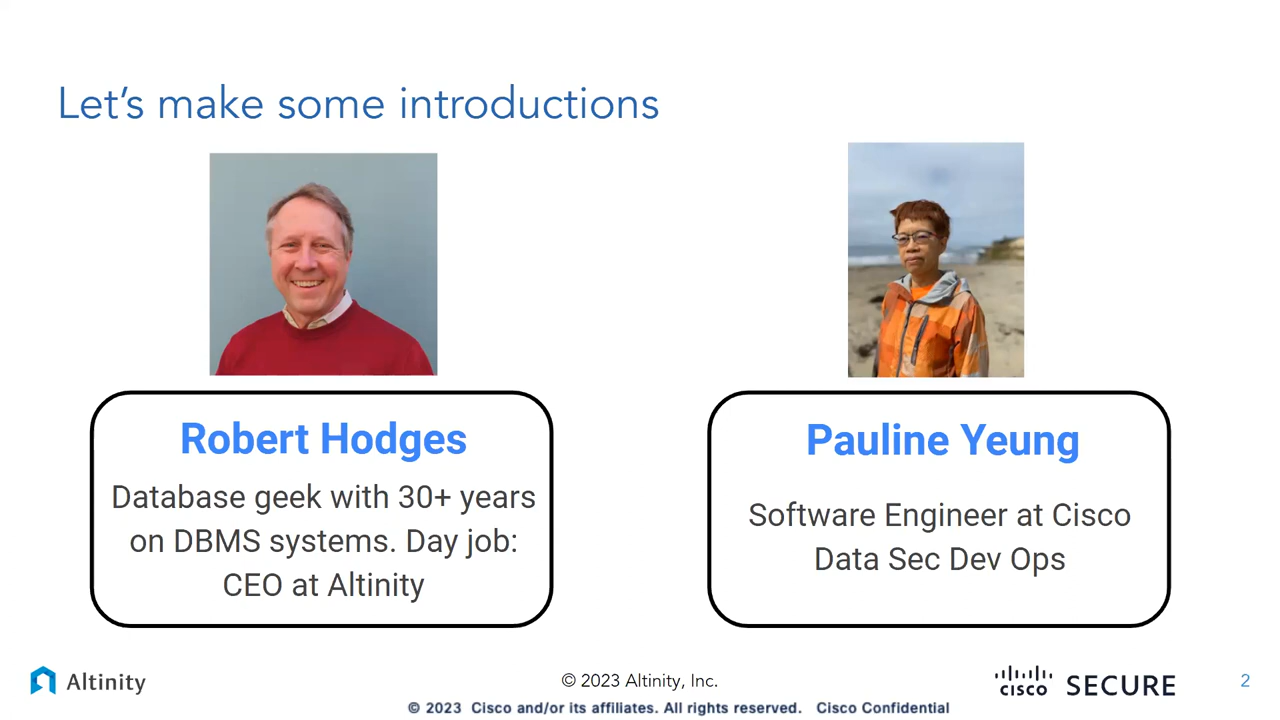 Let's make some introductions
Robert Hodges
Database geek with 30+ years
on DBMS systems. Day job:
CEO at Altinity
Pauline Yeung
Software Engineer at Cisco
Data Sec Dev Ops
Altinity
© 2023 Altinity, Inc.
cisco SECURE
2
© 2023 Cisco and/or its affiliates. All rights reserved. Cisco Confidential